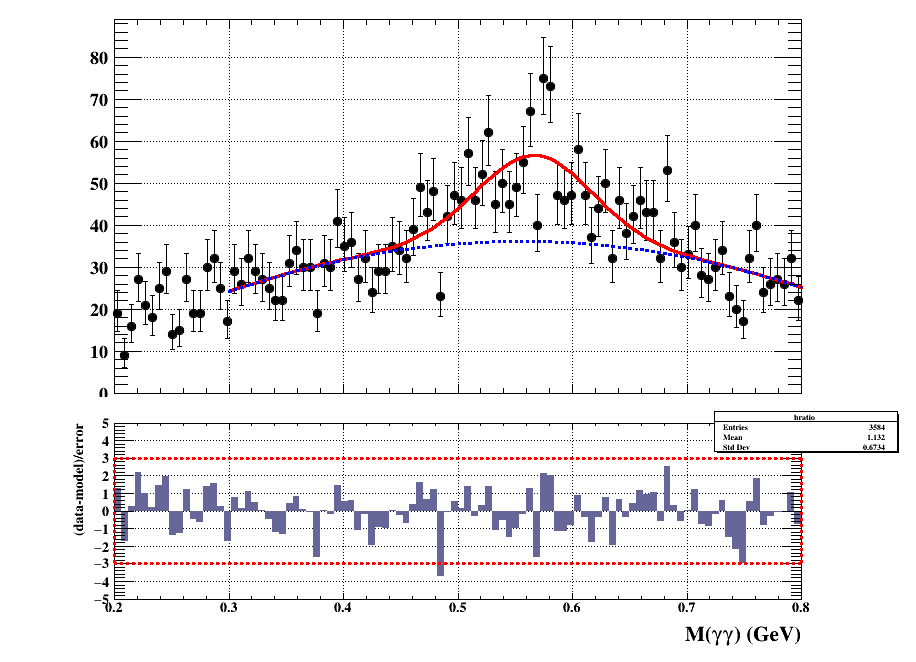 80
70
60
50
40
30
20
10
0
hratio
Entries 3584
Mean 1.132
Std Dev 0.6734
(data-model)/error
5
4
3
2
1
0
−1
−2
−3
−4
−5
0.2 0.3 0.4 0.5 0.6 0.7 0.8
M(γγ) (GeV)